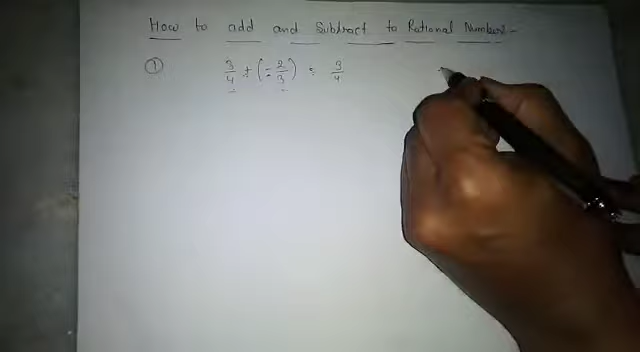 How to add and Subtract to Rational Numbers-
① 3/4 + (-2/3) = 3/4